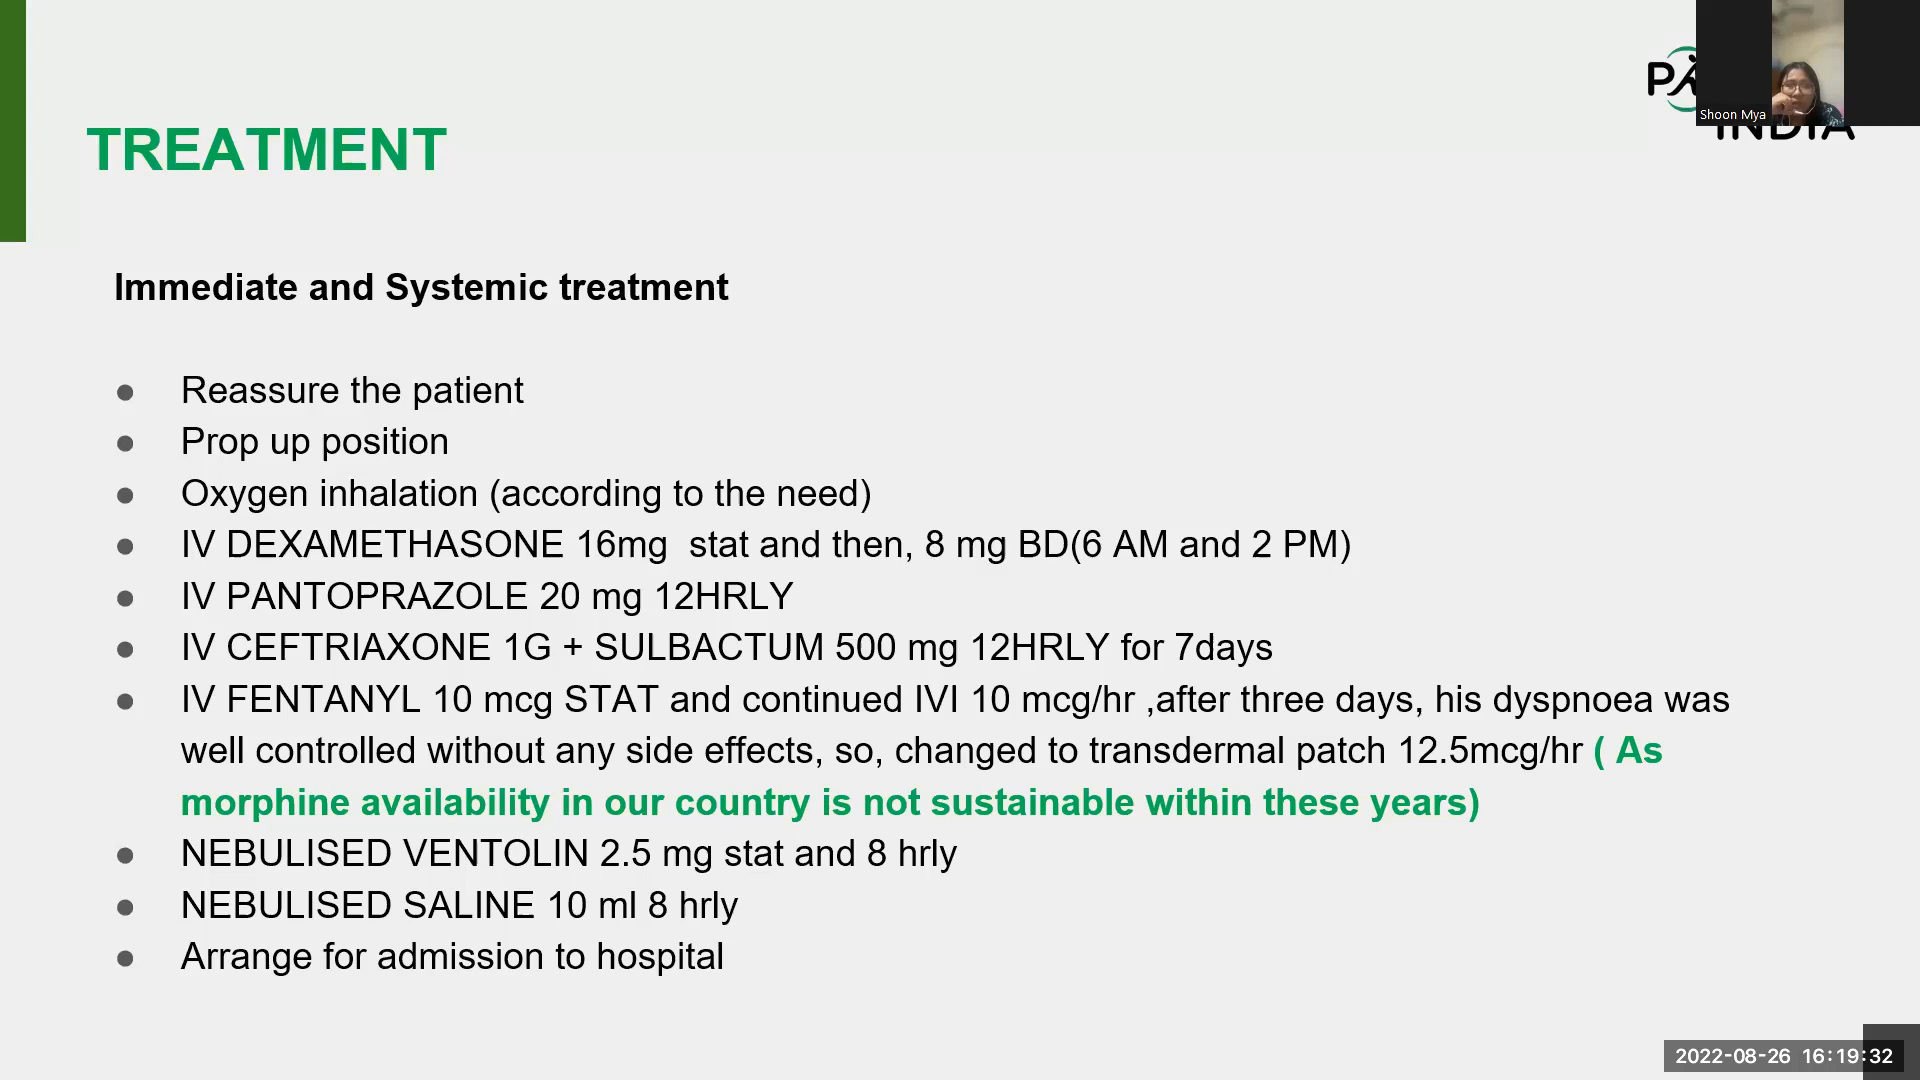 Shoon Mya
INDIA
TREATMENT
Immediate and Systemic treatment
● Reassure the patient
● Prop up position
● Oxygen inhalation (according to the need)
● IV DEXAMETHASONE 16mg  stat and then, 8 mg BD(6 AM and 2 PM)
● IV PANTOPRAZOLE 20 mg 12HRLY
● IV CEFTRIAXONE 1G + SULBACTUM 500 mg 12HRLY for 7days
● IV FENTANYL 10 mcg STAT and continued IVI 10 mcg/hr ,after three days, his dyspnoea was
well controlled without any side effects, so, changed to transdermal patch 12.5mcg/hr ( As
morphine availability in our country is not sustainable within these years)
● NEBULISED VENTOLIN 2.5 mg stat and 8 hrly
● NEBULISED SALINE 10 ml 8 hrly
● Arrange for admission to hospital
2022-08-26 16:19:32